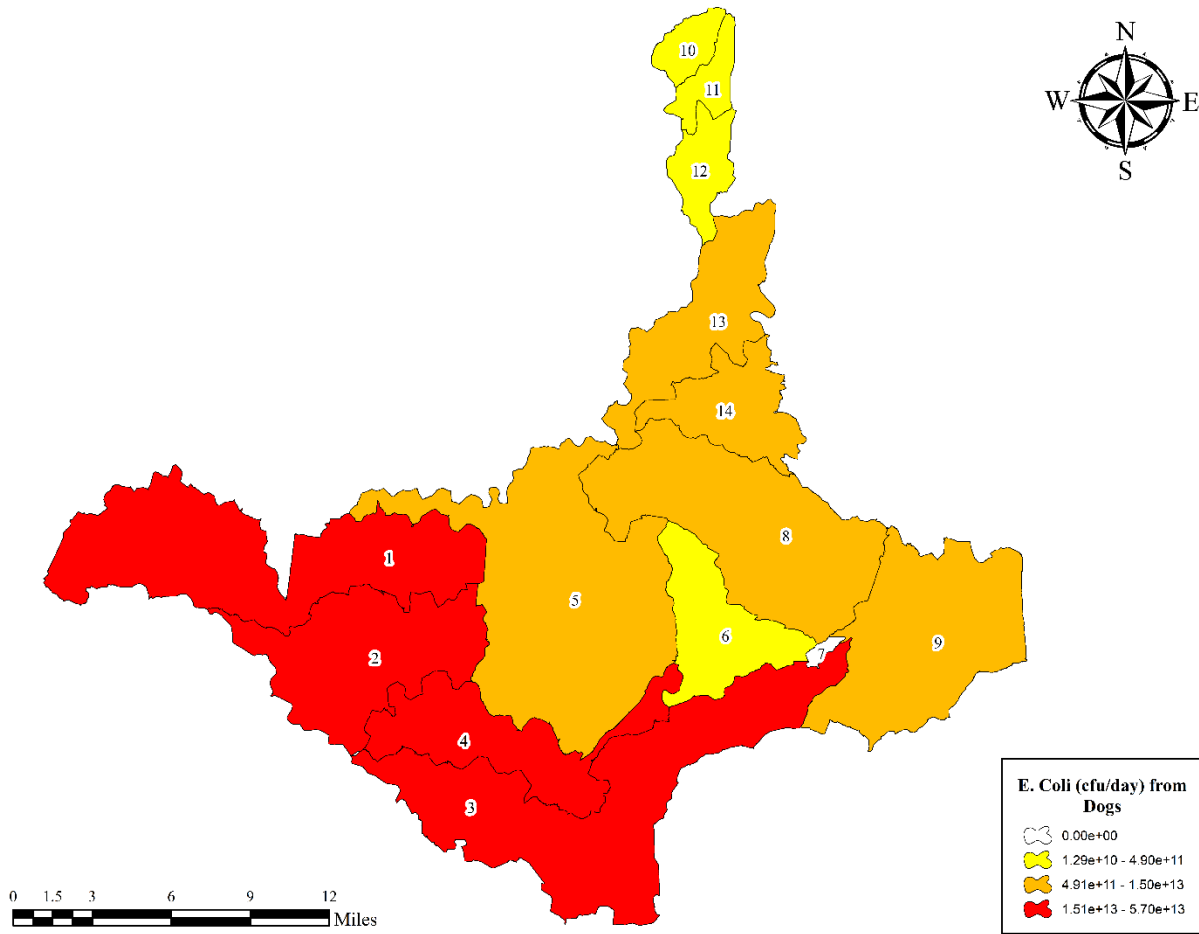 N
W E
S
10
11
12
13
14
8
1
5
6
7
9
2
4
3
E. Coli (cfu/day) from
Dogs
0.00e+00
1.29e+10 - 4.90e+11
4.91e+11 - 1.50e+13
1.51e+13 - 5.70e+13
0 1.5 3 6 9 12
Miles